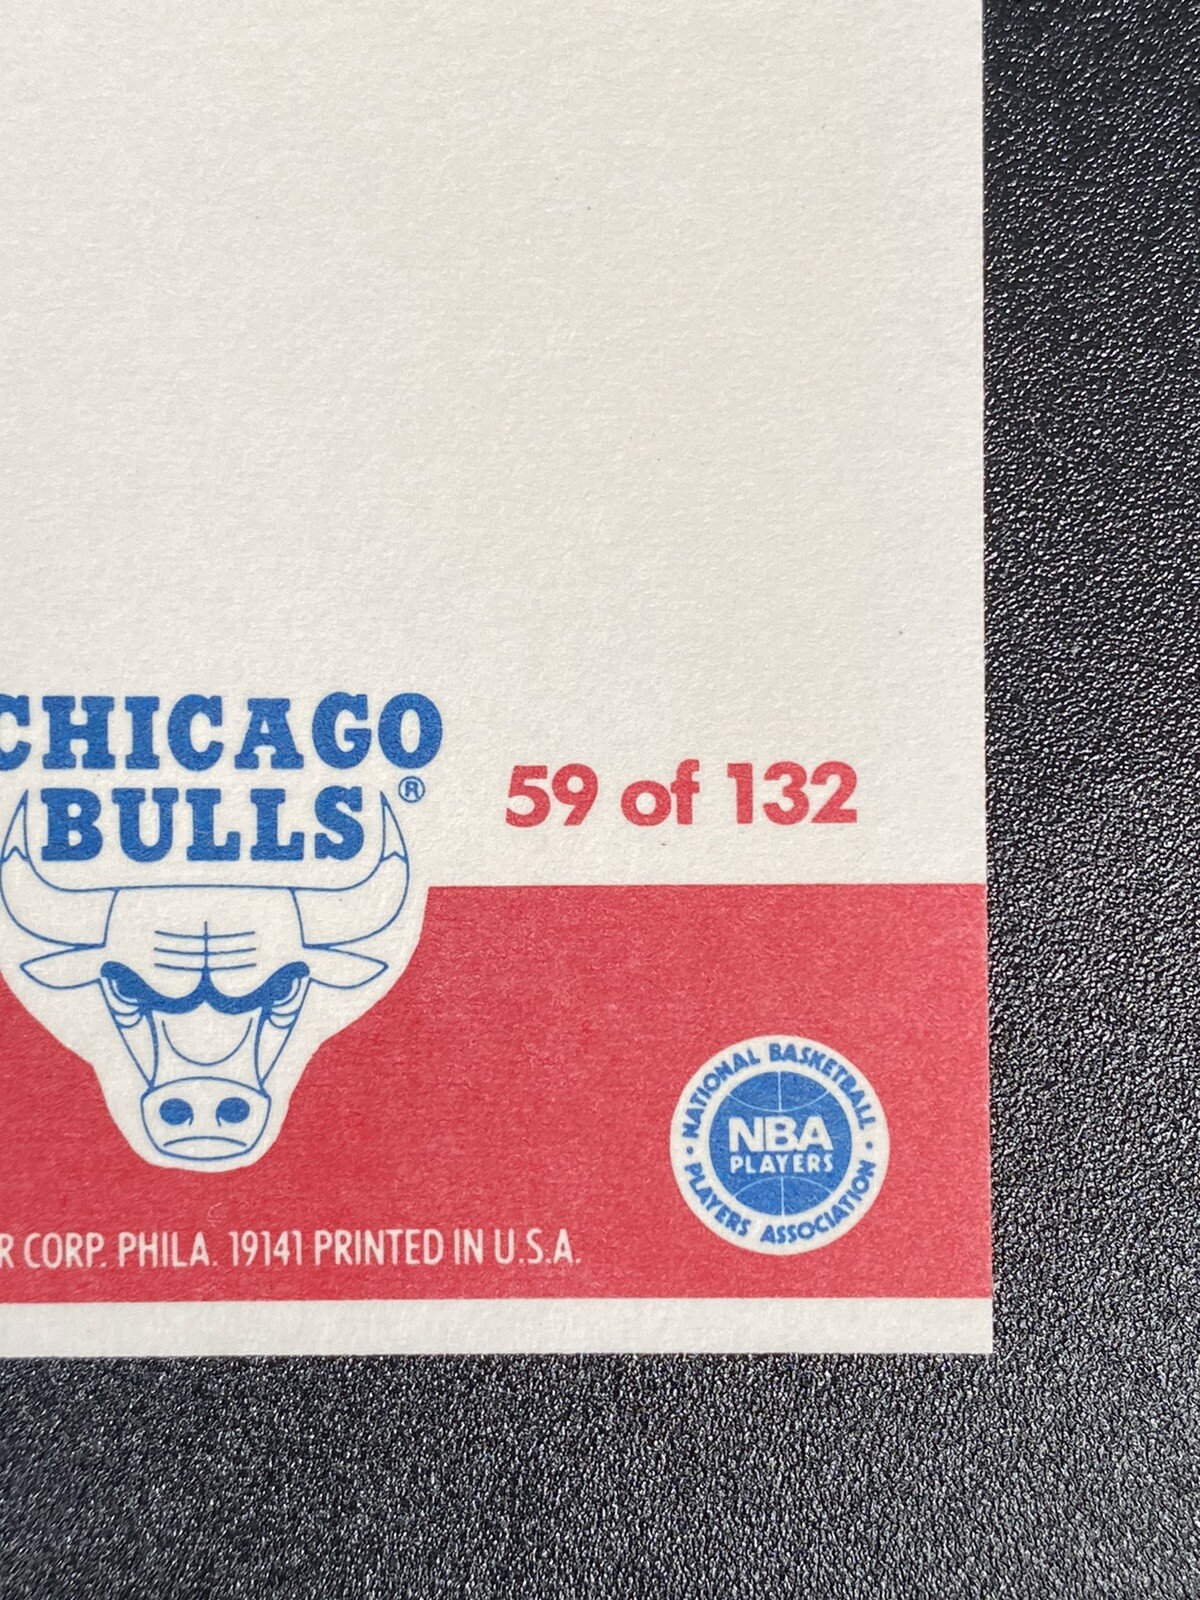 CHICAGO
BULLS®
59 of 132
NATIONAL BASKETBALL
NBA
PLAYERS
• PLAYERS ASSOCIATION •
R CORP. PHILA. 19141 PRINTED IN U.S.A.